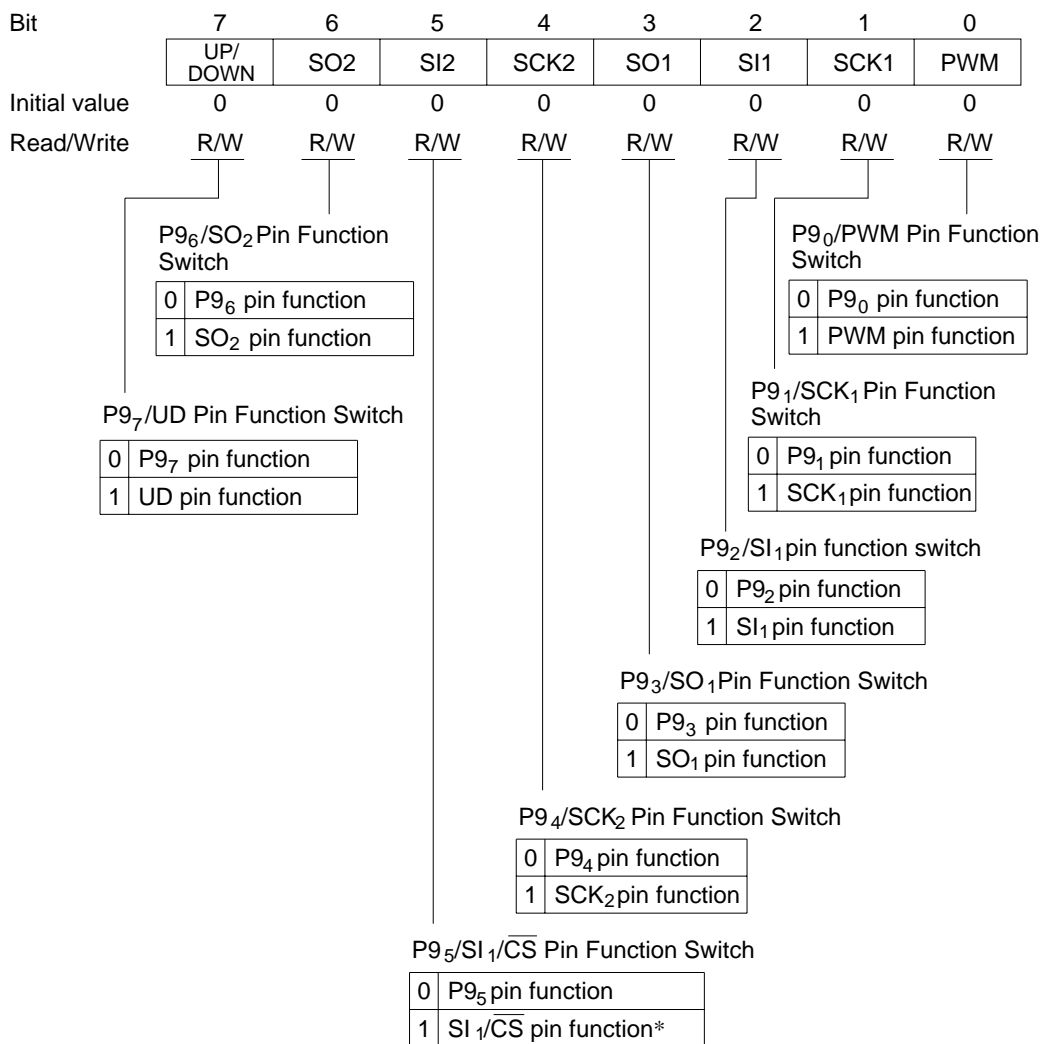 Bit 7 6 5 4 3 2 1 0
UP/DOWN SO2 SI2 SCK2 SO1 SI1 SCK1 PWM
Initial value 0 0 0 0 0 0 0 0
Read/Write R/W R/W R/W R/W R/W R/W R/W R/W
P9₆/SO₂ Pin Function
Switch
0 P9₆ pin function
1 SO₂ pin function
P9₀/PWM Pin Function
Switch
0 P9₀ pin function
1 PWM pin function
P9₇/UD Pin Function Switch
0 P9₇ pin function
1 UD pin function
P9₁/SCK₁ Pin Function
Switch
0 P9₁ pin function
1 SCK₁ pin function
P9₂/SI₁ pin function switch
0 P9₂ pin function
1 SI₁ pin function
P9₃/SO₁ Pin Function Switch
0 P9₃ pin function
1 SO₁ pin function
P9₄/SCK₂ Pin Function Switch
0 P9₄ pin function
1 SCK₂ pin function
P9₅/SI₁/C̅S̅ Pin Function Switch
0 P9₅ pin function
1 SI₁/C̅S̅ pin function*